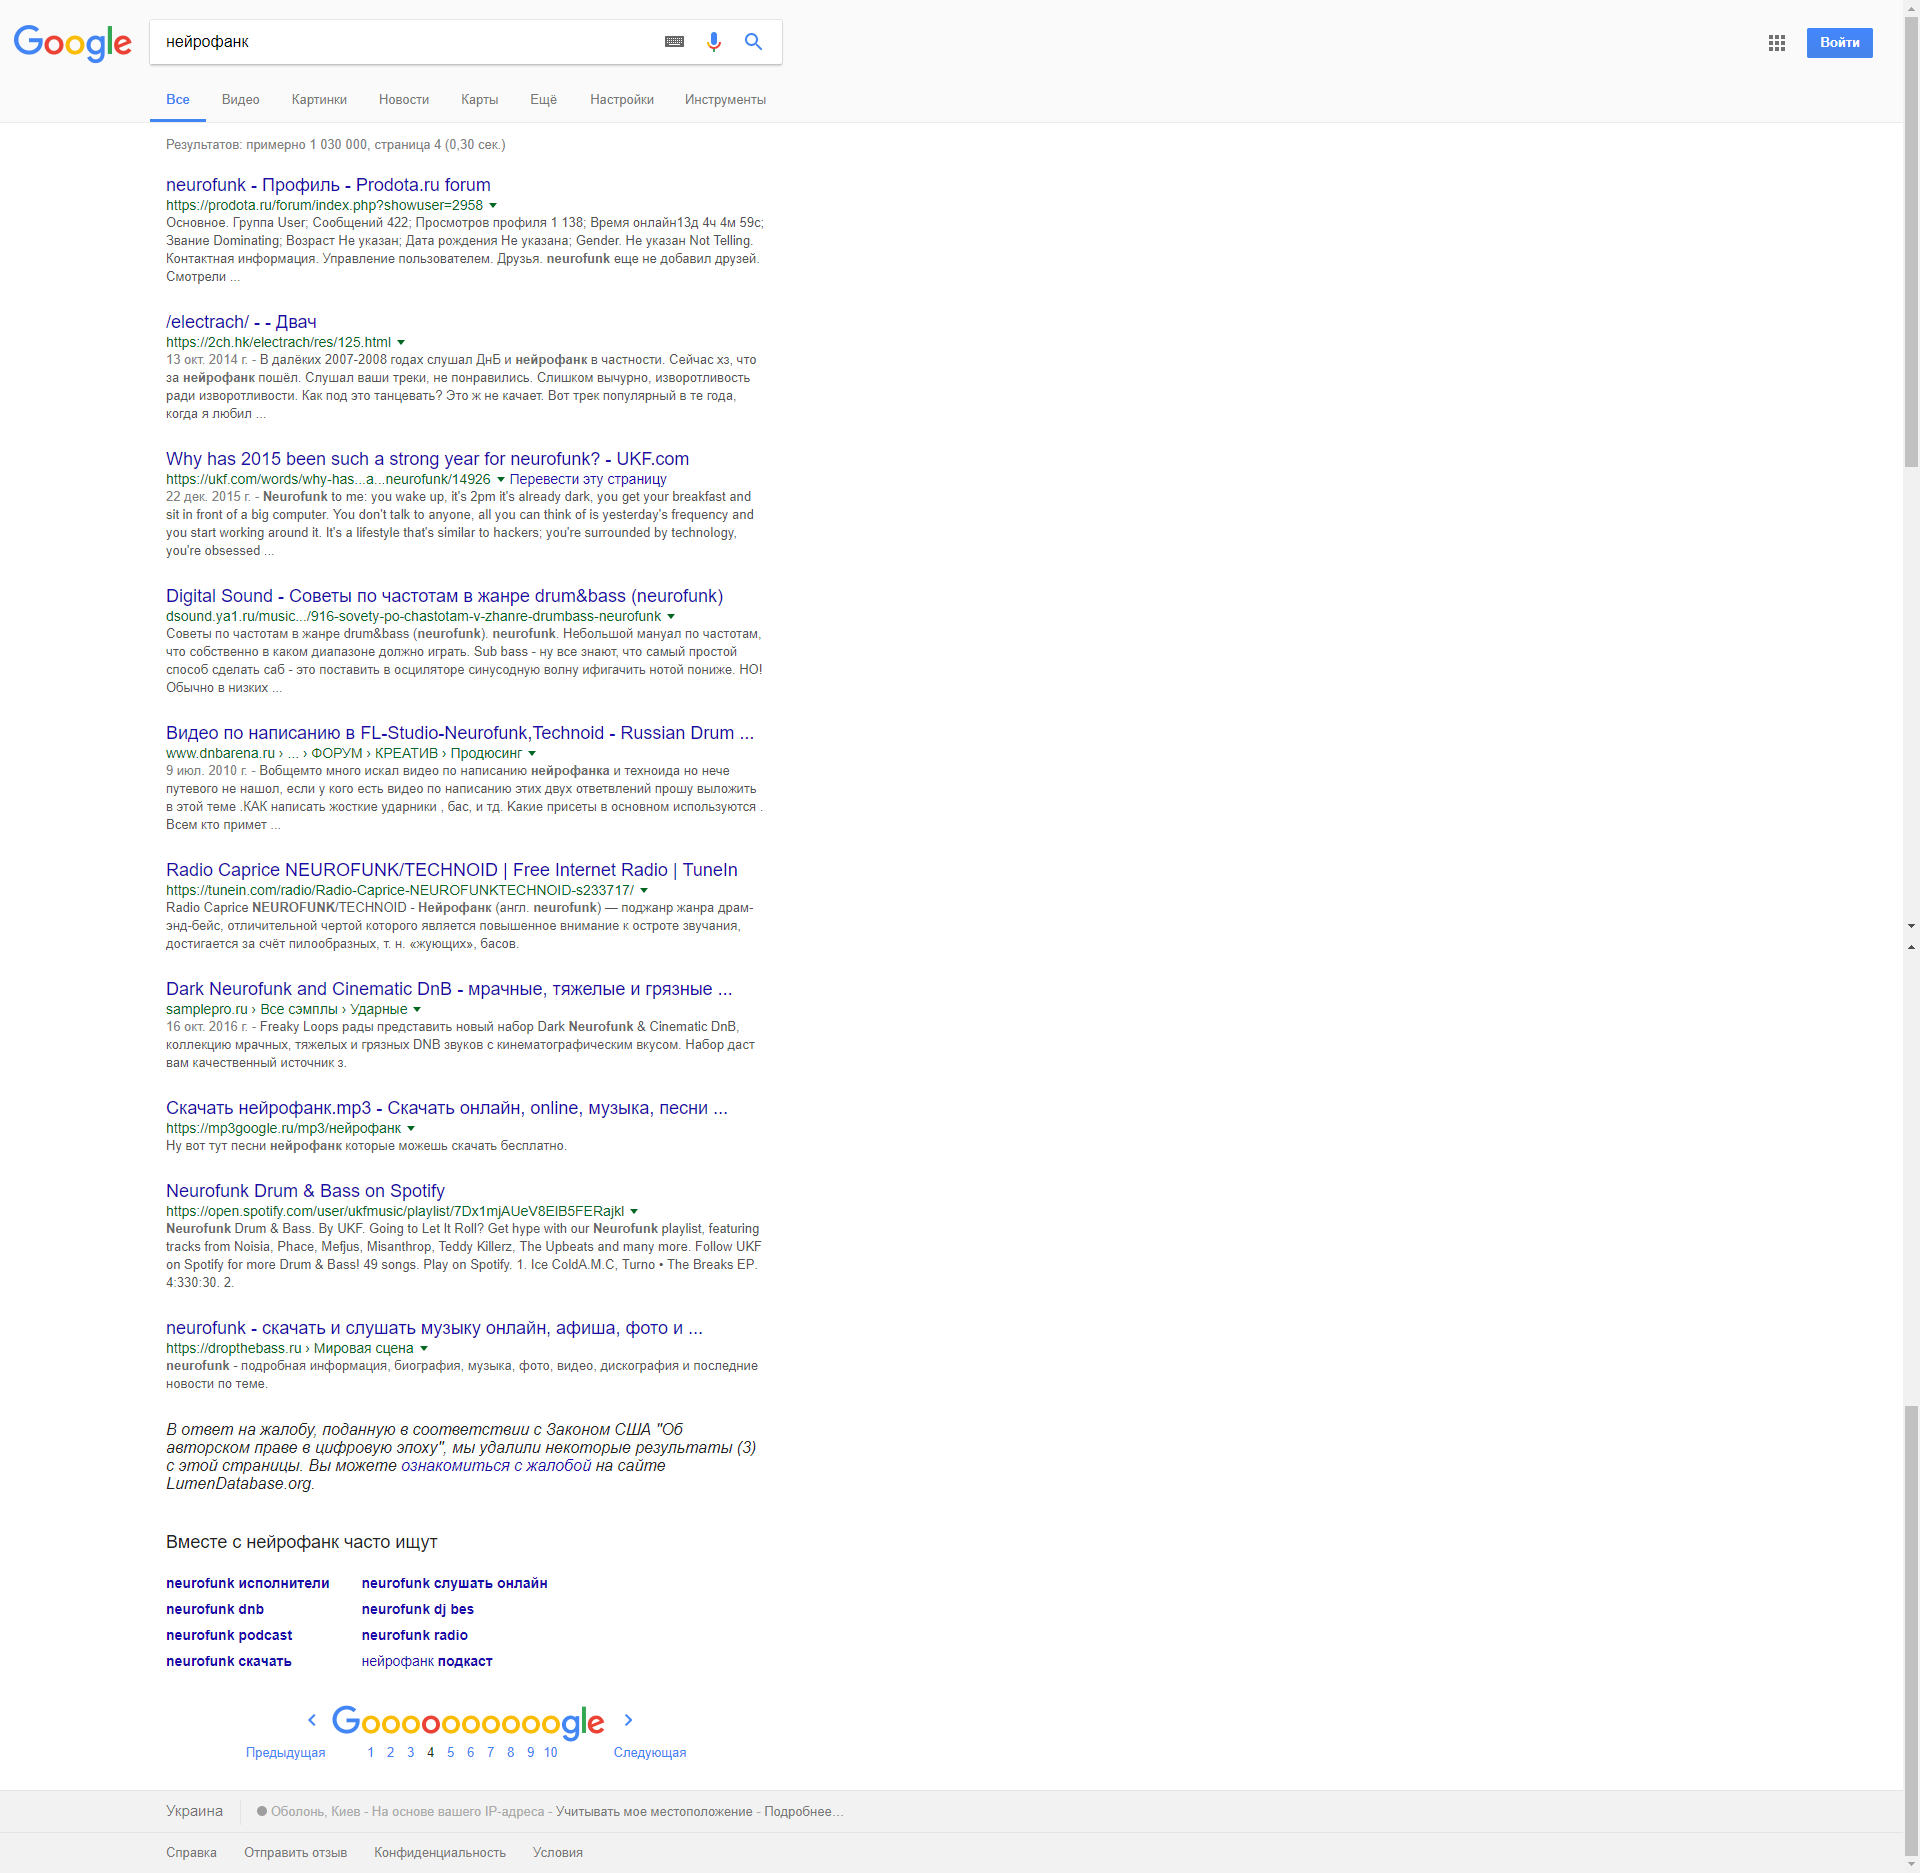 Google
нейрофанк
Войти
Все Видео Картинки Новости Карты Ещё Настройки Инструменты
Результатов: примерно 1 030 000, страница 4 (0,30 сек.)
neurofunk - Профиль - Prodota.ru forum
https://prodota.ru/forum/index.php?showuser=2958
Основное. Группа User; Сообщений 422; Просмотров профиля 1 138; Время онлайн13д 4ч 4м 59с;
Звание Dominating; Возраст Не указан; Дата рождения Не указана; Gender. Не указан Not Telling.
Контактная информация. Управление пользователем. Друзья. neurofunk еще не добавил друзей.
Смотрели ...
/electrach/ - - Двач
https://2ch.hk/electrach/res/125.html
13 окт. 2014 г. - В далёких 2007-2008 годах слушал ДнБ и нейрофанк в частности. Сейчас хз, что
за нейрофанк пошёл. Слушал ваши треки, не понравились. Слишком вычурно, изворотливость
ради изворотливости. Как под это танцевать? Это ж не качает. Вот трек популярный в те года,
когда я любил ...
Why has 2015 been such a strong year for neurofunk? - UKF.com
https://ukf.com/words/why-has...a...neurofunk/14926 Перевести эту страницу
22 дек. 2015 г. - Neurofunk to me: you wake up, it's 2pm it's already dark, you get your breakfast and
sit in front of a big computer. You don't talk to anyone, all you can think of is yesterday's frequency and
you start working around it. It's a lifestyle that's similar to hackers; you're surrounded by technology,
you're obsessed ...
Digital Sound - Советы по частотам в жанре drum&bass (neurofunk)
dsound.ya1.ru/music.../916-sovety-po-chastotam-v-zhanre-drumbass-neurofunk
Советы по частотам в жанре drum&bass (neurofunk). neurofunk. Небольшой мануал по частотам,
что собственно в каком диапазоне должно играть. Sub bass - ну все знают, что самый простой
способ сделать саб - это поставить в осциляторе синусодную волну ифигачить нотой пониже. НО!
Обычно в низких ...
Видео по написанию в FL-Studio-Neurofunk,Technoid - Russian Drum ...
www.dnbarena.ru › ... › ФОРУМ › КРЕАТИВ › Продюсинг
9 июл. 2010 г. - Вобщемто много искал видео по написанию нейрофанка и техноида но нече
путевого не нашол, если у кого есть видео по написанию этих двух ответвлений прошу выложить
в этой теме .КАК написать жосткие ударники , бас, и тд. Какие присеты в основном используются .
Всем кто примет ...
Radio Caprice NEUROFUNK/TECHNOID | Free Internet Radio | TuneIn
https://tunein.com/radio/Radio-Caprice-NEUROFUNKTECHNOID-s233717/
Radio Caprice NEUROFUNK/TECHNOID - Нейрофанк (англ. neurofunk) — поджанр жанра драм-
энд-бейс, отличительной чертой которого является повышенное внимание к остроте звучания,
достигается за счёт пилообразных, т. н. «жующих», басов.
Dark Neurofunk and Cinematic DnB - мрачные, тяжелые и грязные ...
samplepro.ru › Все сэмплы › Ударные
16 окт. 2016 г. - Freaky Loops рады представить новый набор Dark Neurofunk & Cinematic DnB,
коллекцию мрачных, тяжелых и грязных DNB звуков с кинематографическим вкусом. Набор даст
вам качественный источник з.
Скачать нейрофанк.mp3 - Скачать онлайн, online, музыка, песни ...
https://mp3google.ru/mp3/нейрофанк
Ну вот тут песни нейрофанк которые можешь скачать бесплатно.
Neurofunk Drum & Bass on Spotify
https://open.spotify.com/user/ukfmusic/playlist/7Dx1mjAUeV8EIB5FERajkl
Neurofunk Drum & Bass. By UKF. Going to Let It Roll? Get hype with our Neurofunk playlist, featuring
tracks from Noisia, Phace, Mefjus, Misanthrop, Teddy Killerz, The Upbeats and many more. Follow UKF
on Spotify for more Drum & Bass! 49 songs. Play on Spotify. 1. Ice ColdA.M.C, Turno • The Breaks EP.
4:330:30. 2.
neurofunk - скачать и слушать музыку онлайн, афиша, фото и ...
https://dropthebass.ru › Мировая сцена
neurofunk - подробная информация, биография, музыка, фото, видео, дискография и последние
новости по теме.
В ответ на жалобу, поданную в соответствии с Законом США "Об
авторском праве в цифровую эпоху", мы удалили некоторые результаты (3)
с этой страницы. Вы можете ознакомиться с жалобой на сайте
LumenDatabase.org.
Вместе с нейрофанк часто ищут
neurofunk исполнители neurofunk слушать онлайн
neurofunk dnb neurofunk dj bes
neurofunk podcast neurofunk radio
neurofunk скачать нейрофанк подкаст
Goooooooooogle
Предыдущая 1 2 3 4 5 6 7 8 9 10 Следующая
Украина Оболонь, Киев - На основе вашего IP-адреса - Учитывать мое местоположение - Подробнее…
Справка Отправить отзыв Конфиденциальность Условия